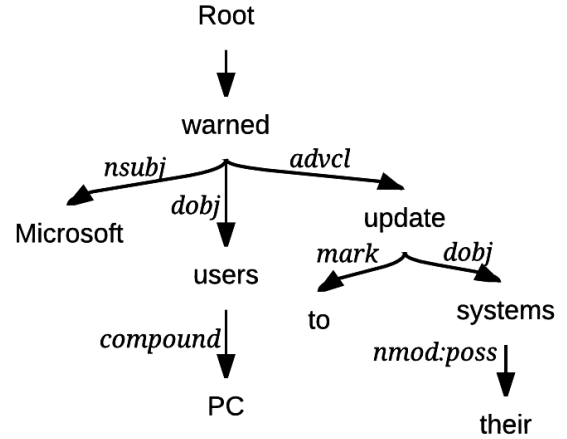 Root
warned
nsubj
advcl
dobj
Microsoft
update
users
mark
dobj
to
systems
compound
nmod:poss
PC
their